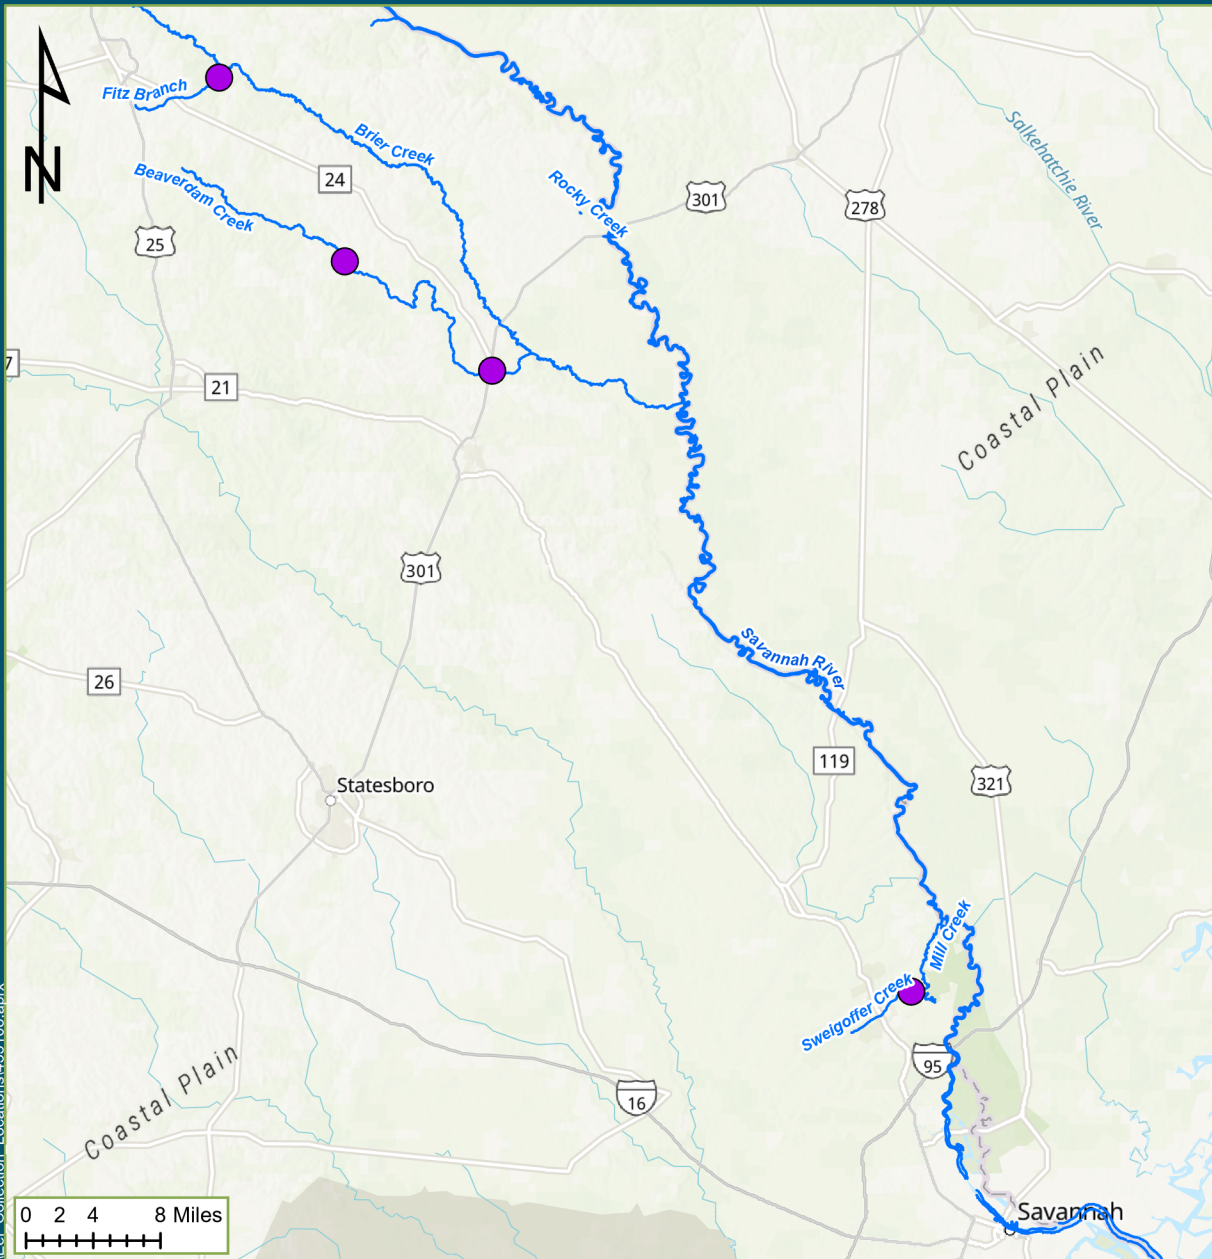 Fitz Branch
Brier Creek
Salkehatchie River
N
24
Beaverdam Creek
Rocky Creek
301
278
25
7
21
Coastal Plain
301
Savannah River
26
119
Statesboro
321
Mill Creek
Sweigoffer Creek
95
Coastal Plain
16
0 2 4 8 Miles
Savannah